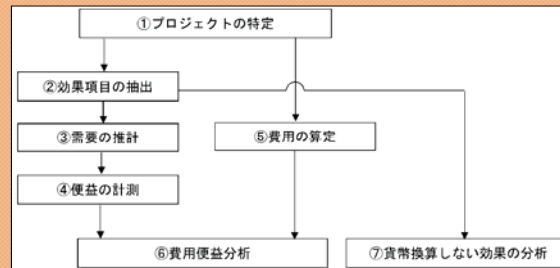 ①プロジェクトの特定
②効果項目の抽出
③需要の推計
⑤費用の算定
④便益の計測
⑥費用便益分析
⑦貨幣換算しない効果の分析